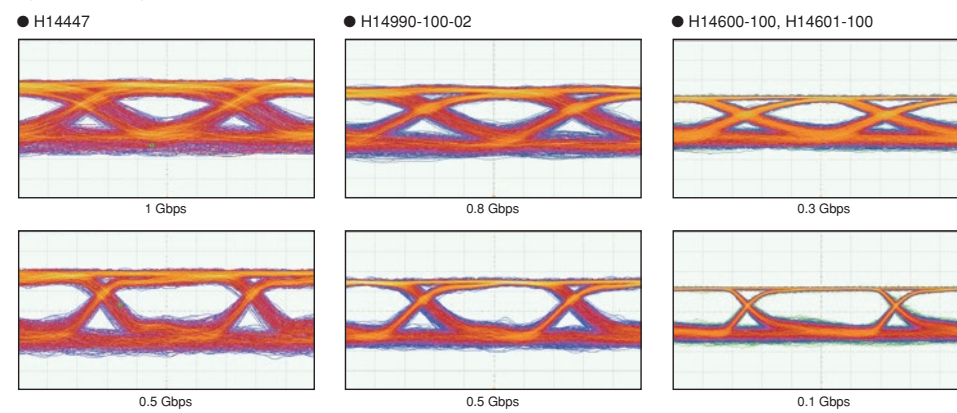 ● H14447
● H14990-100-02
● H14600-100, H14601-100
1 Gbps
0.8 Gbps
0.3 Gbps
0.5 Gbps
0.5 Gbps
0.1 Gbps